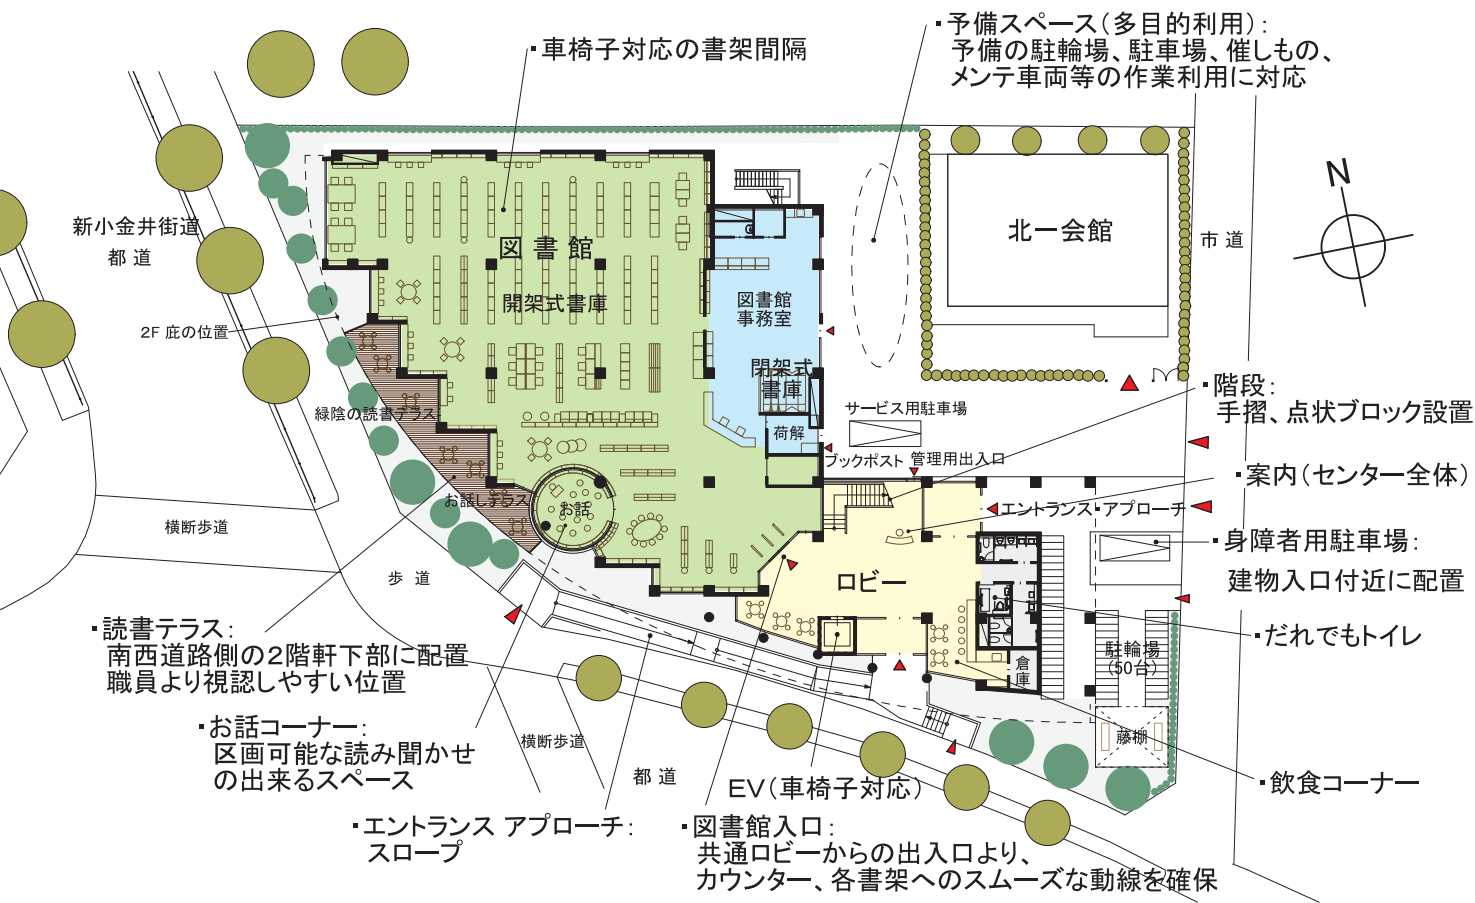 ・予備スペース(多目的利用):
予備の駐輪場、駐車場、催しもの、
メンテ車両等の作業利用に対応
・車椅子対応の書架間隔
N
新小金井街道
都道
図書館
開架式書庫
北一会館
市道
図書館
事務室
2F 庇の位置
閉架式
書庫
・階段:
手摺、点状ブロック設置
緑陰の読書テラス
サービス用駐車場
荷解
ブックポスト
管理用出入口
・案内(センター全体)
お話しテラス
お話
エントランス・アプローチ
横断歩道
・身障者用駐車場:
建物入口付近に配置
歩道
ロビー
・読書テラス:
南西道路側の2階軒下部に配置
職員より視認しやすい位置
・だれでもトイレ
駐輪場
(50台)
倉庫
・お話コーナー:
区画可能な読み聞かせ
の出来るスペース
横断歩道
都道
藤棚
EV(車椅子対応)
・飲食コーナー
・エントランス アプローチ:
スロープ
・図書館入口:
共通ロビーからの出入口より、
カウンター、各書架へのスムーズな動線を確保